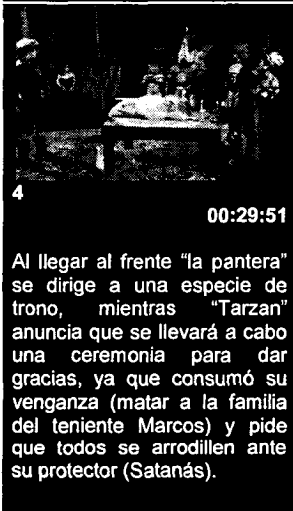 4
00:29:51
Al llegar al frente “la pantera”
se dirige a una especie de
trono, mientras “Tarzan”
anuncia que se llevará a cabo
una ceremonia para dar
gracias, ya que consumó su
venganza (matar a la familia
del teniente Marcos) y pide
que todos se arrodillen ante
su protector (Satanás).